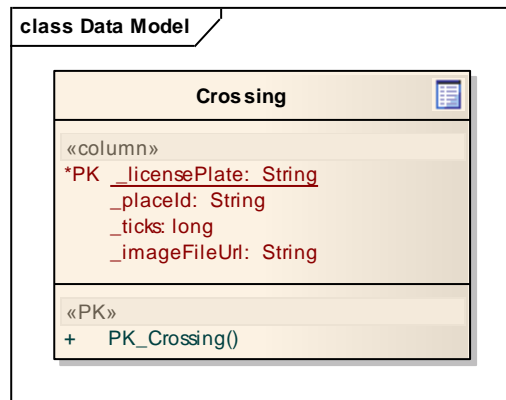 class Data Model
Crossing
«column»
*PK _licensePlate: String
_placeId: String
_ticks: long
_imageFileUrl: String
«PK»
+ PK_Crossing()